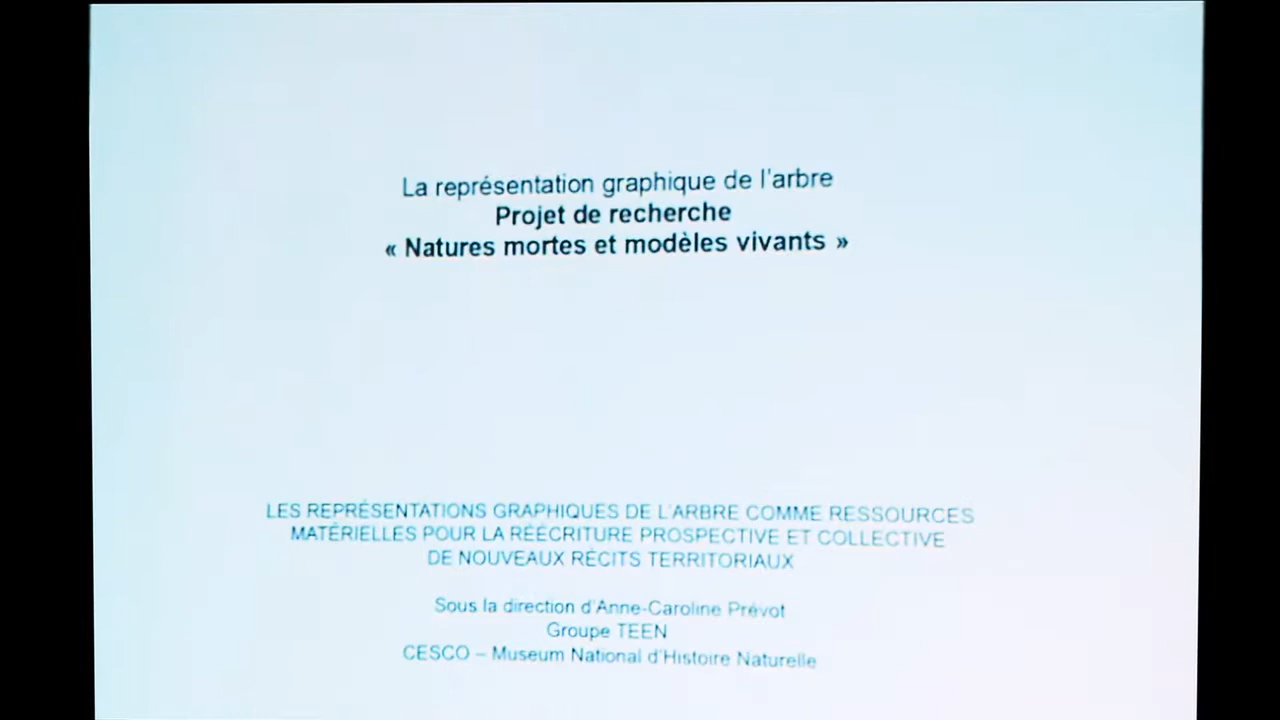 La représentation graphique de l'arbre
Projet de recherche
« Natures mortes et modèles vivants »
LES REPRÉSENTATIONS GRAPHIQUES DE L'ARBRE COMME RESSOURCES
MATÉRIELLES POUR LA RÉÉCRITURE PROSPECTIVE ET COLLECTIVE
DE NOUVEAUX RÉCITS TERRITORIAUX
Sous la direction d'Anne-Caroline Prévot
Groupe TEEN
CESCO – Museum National d'Histoire Naturelle